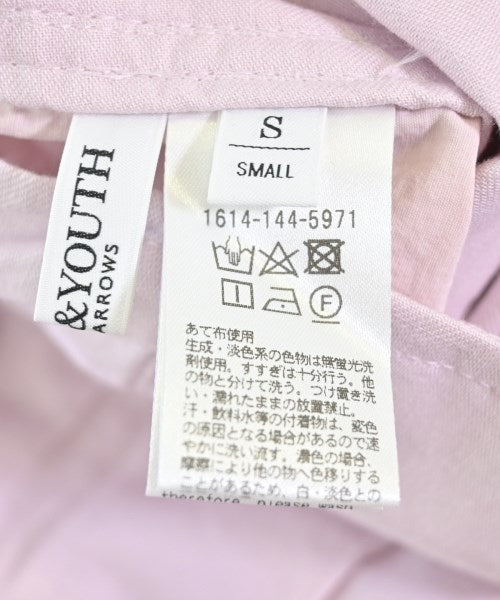 &YOUTH
ARROWS
S
SMALL
1614-144-5971
F
あて布使用
生成・淡色系の色物は無蛍光洗
剤使用。すすぎは十分行う。他
の物と分けて洗う。つけ置き洗
い・濡れたままの放置禁止。
汗・飲料水等の付着物は、変色
の原因となる場合があるので速
やかに洗い流す。濃色の場合、
摩擦により他の物へ色移りする
ことがあるため、白・淡色との
therefore, please wash